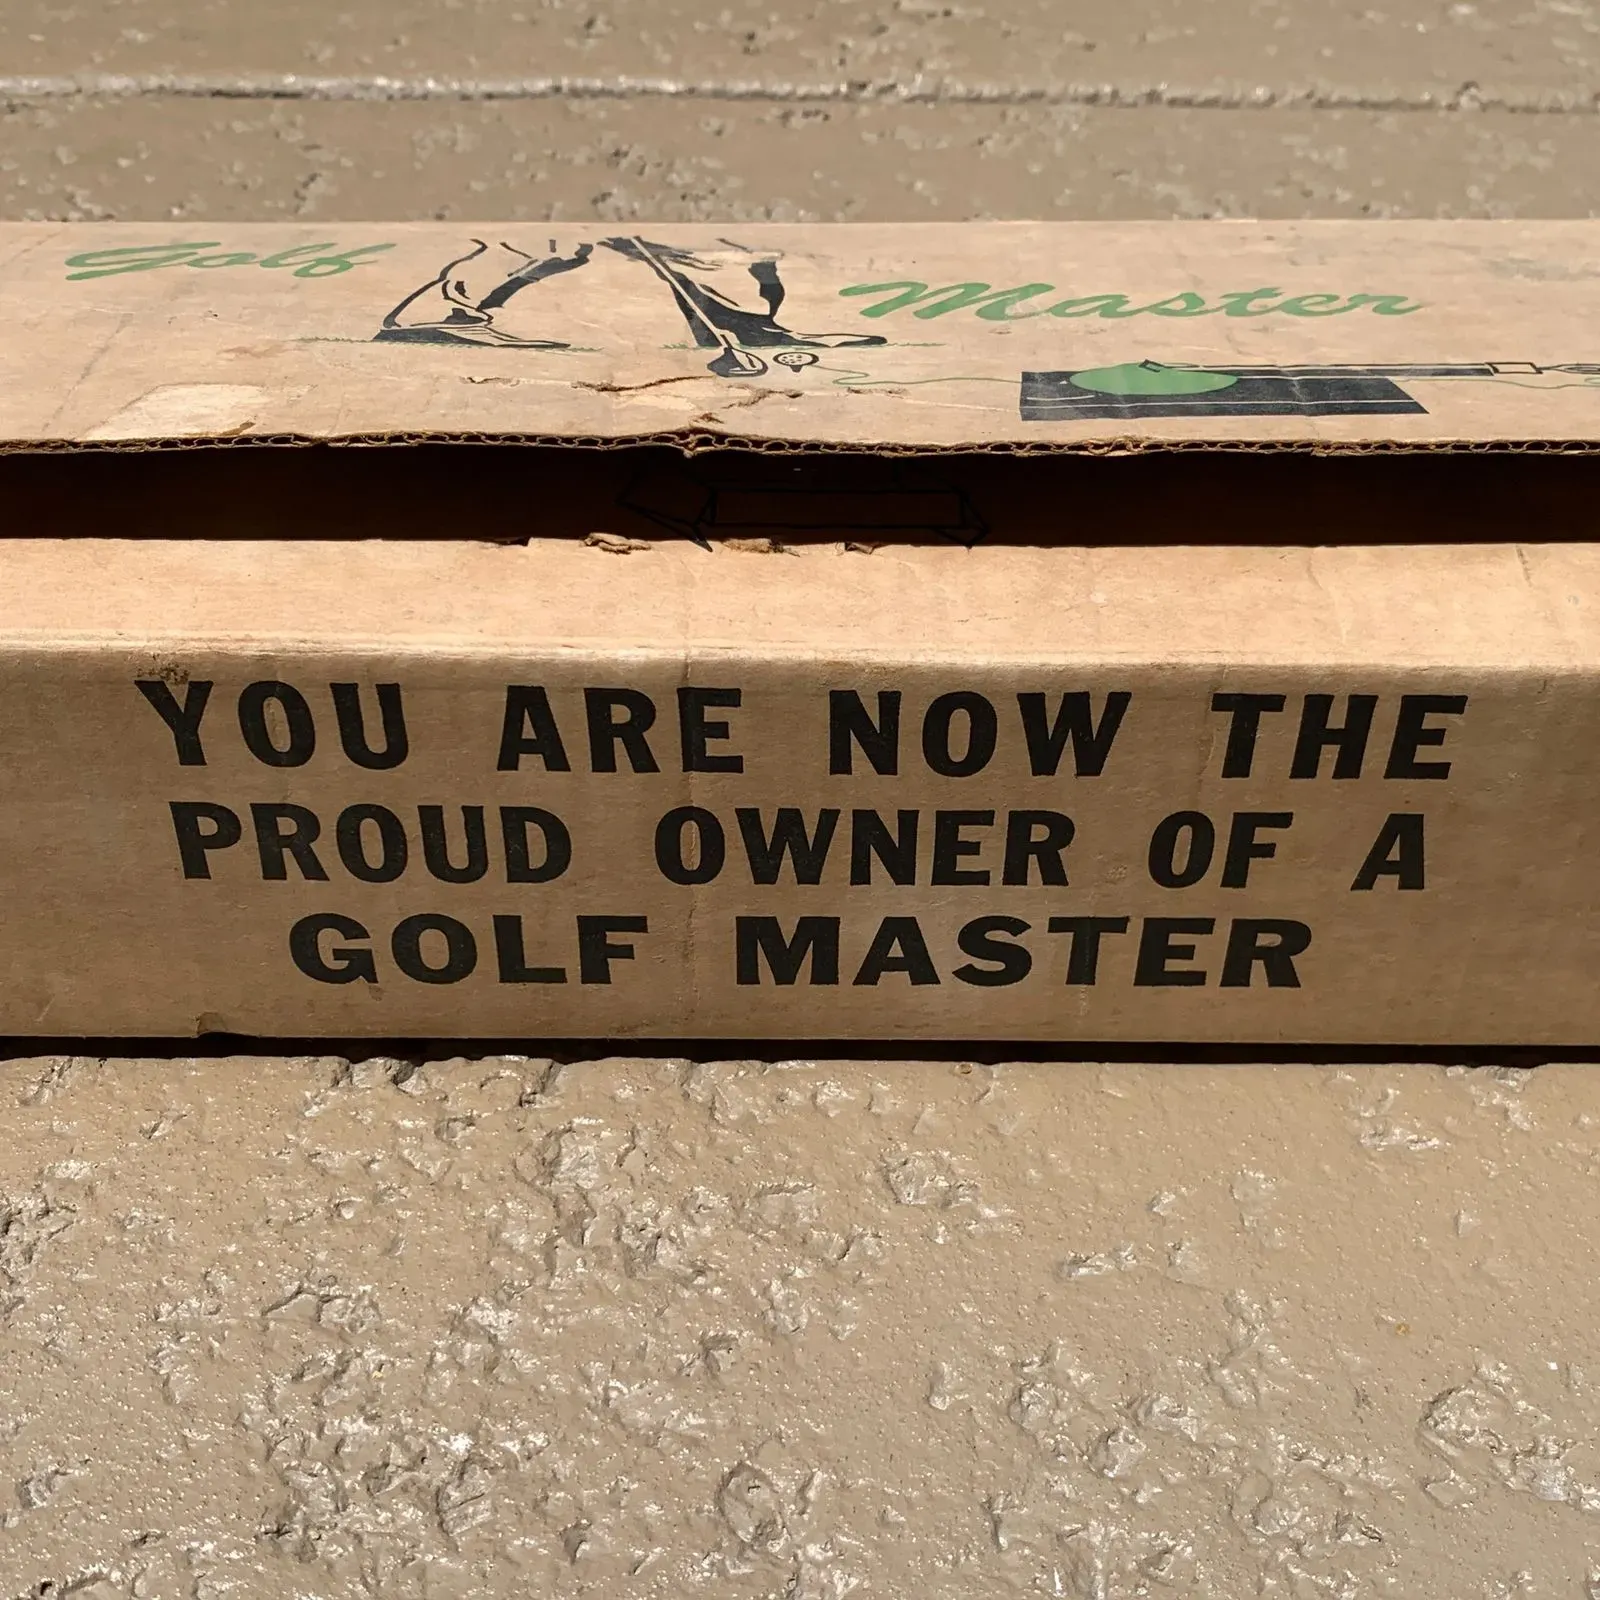 Golf Master
YOU ARE NOW THE
PROUD OWNER OF A
GOLF MASTER